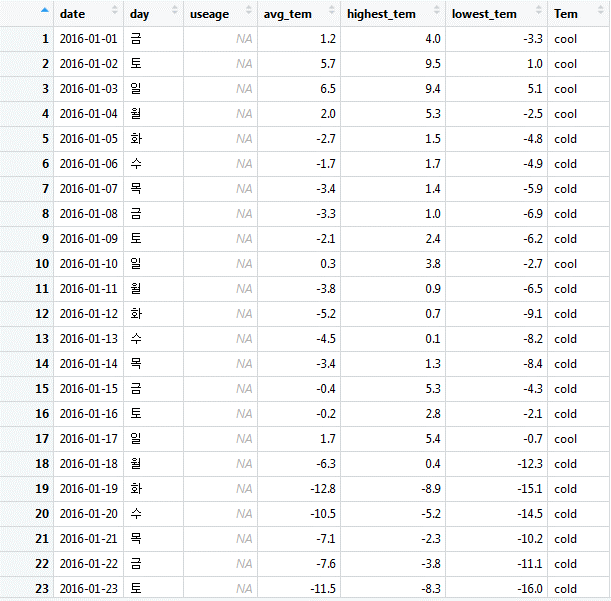 date day useage avg_tem highest_tem lowest_tem Tem
1 2016-01-01 금 NA 1.2 4.0 -3.3 cool
2 2016-01-02 토 NA 5.7 9.5 1.0 cool
3 2016-01-03 일 NA 6.5 9.4 5.1 cool
4 2016-01-04 월 NA 2.0 5.3 -2.5 cool
5 2016-01-05 화 NA -2.7 1.5 -4.8 cold
6 2016-01-06 수 NA -1.7 1.7 -4.9 cold
7 2016-01-07 목 NA -3.4 1.4 -5.9 cold
8 2016-01-08 금 NA -3.3 1.0 -6.9 cold
9 2016-01-09 토 NA -2.1 2.4 -6.2 cold
10 2016-01-10 일 NA 0.3 3.8 -2.7 cool
11 2016-01-11 월 NA -3.8 0.9 -6.5 cold
12 2016-01-12 화 NA -5.2 0.7 -9.1 cold
13 2016-01-13 수 NA -4.5 0.1 -8.2 cold
14 2016-01-14 목 NA -3.4 1.3 -8.4 cold
15 2016-01-15 금 NA -0.4 5.3 -4.3 cold
16 2016-01-16 토 NA -0.2 2.8 -2.1 cold
17 2016-01-17 일 NA 1.7 5.4 -0.7 cool
18 2016-01-18 월 NA -6.3 0.4 -12.3 cold
19 2016-01-19 화 NA -12.8 -8.9 -15.1 cold
20 2016-01-20 수 NA -10.5 -5.2 -14.5 cold
21 2016-01-21 목 NA -7.1 -2.3 -10.2 cold
22 2016-01-22 금 NA -7.6 -3.8 -11.1 cold
23 2016-01-23 토 NA -11.5 -8.3 -16.0 cold